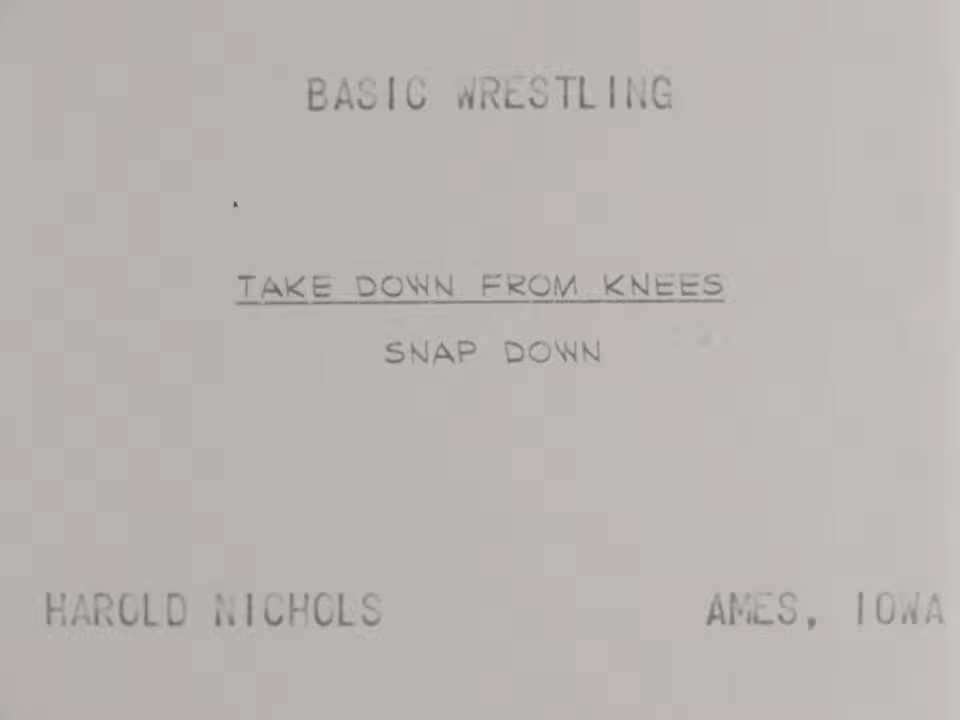 BASIC WRESTLING
TAKE DOWN FROM KNEES
SNAP DOWN
HAROLD NICHOLS
AMES, IOWA